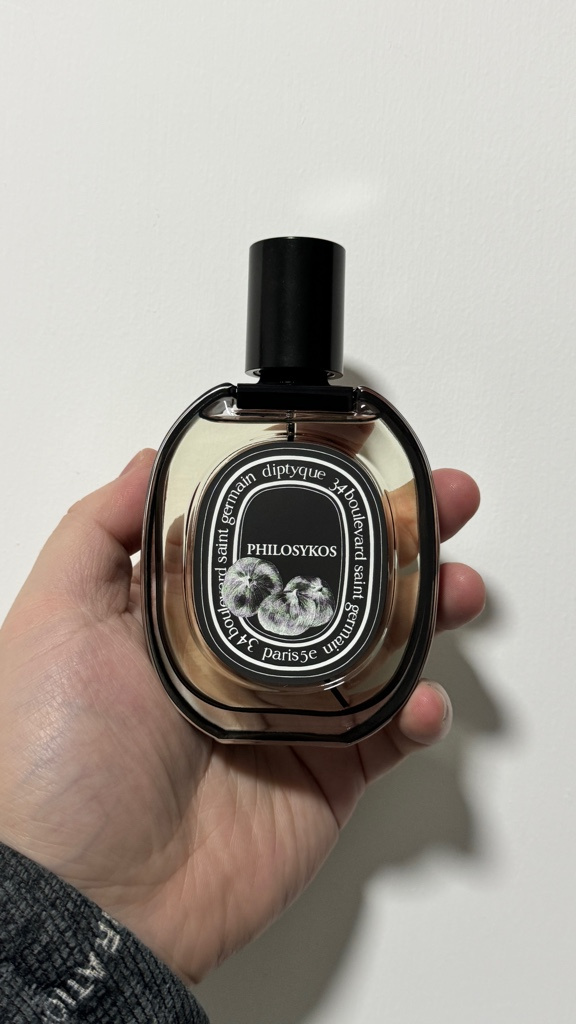 diptyque
34 boulevard saint germain
paris5e
34 boulevard saint germain
PHILOSYKOS